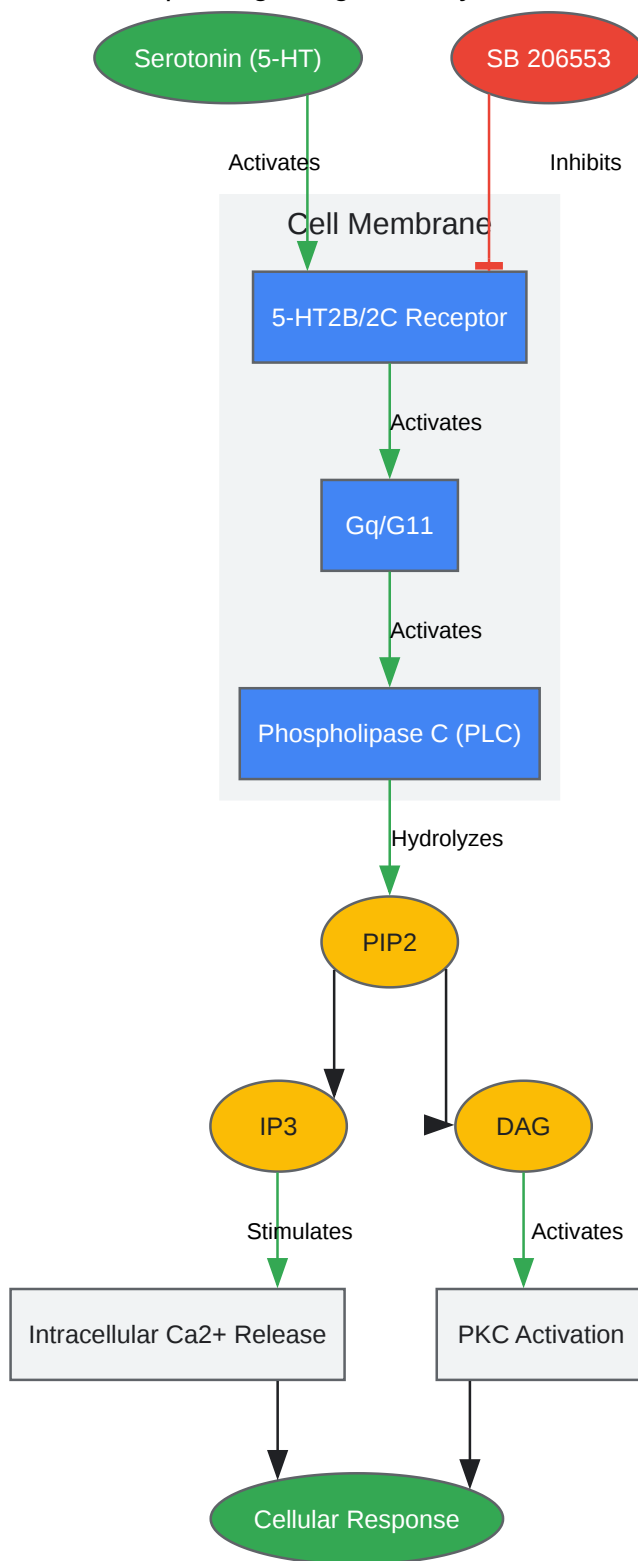 Serotonin (5-HT)
SB 206553
Activates
Inhibits
Cell Membrane
5-HT2B/2C Receptor
Activates
Gq/G11
Activates
Phospholipase C (PLC)
Hydrolyzes
PIP2
IP3
DAG
Stimulates
Activates
Intracellular Ca2+ Release
PKC Activation
Cellular Response